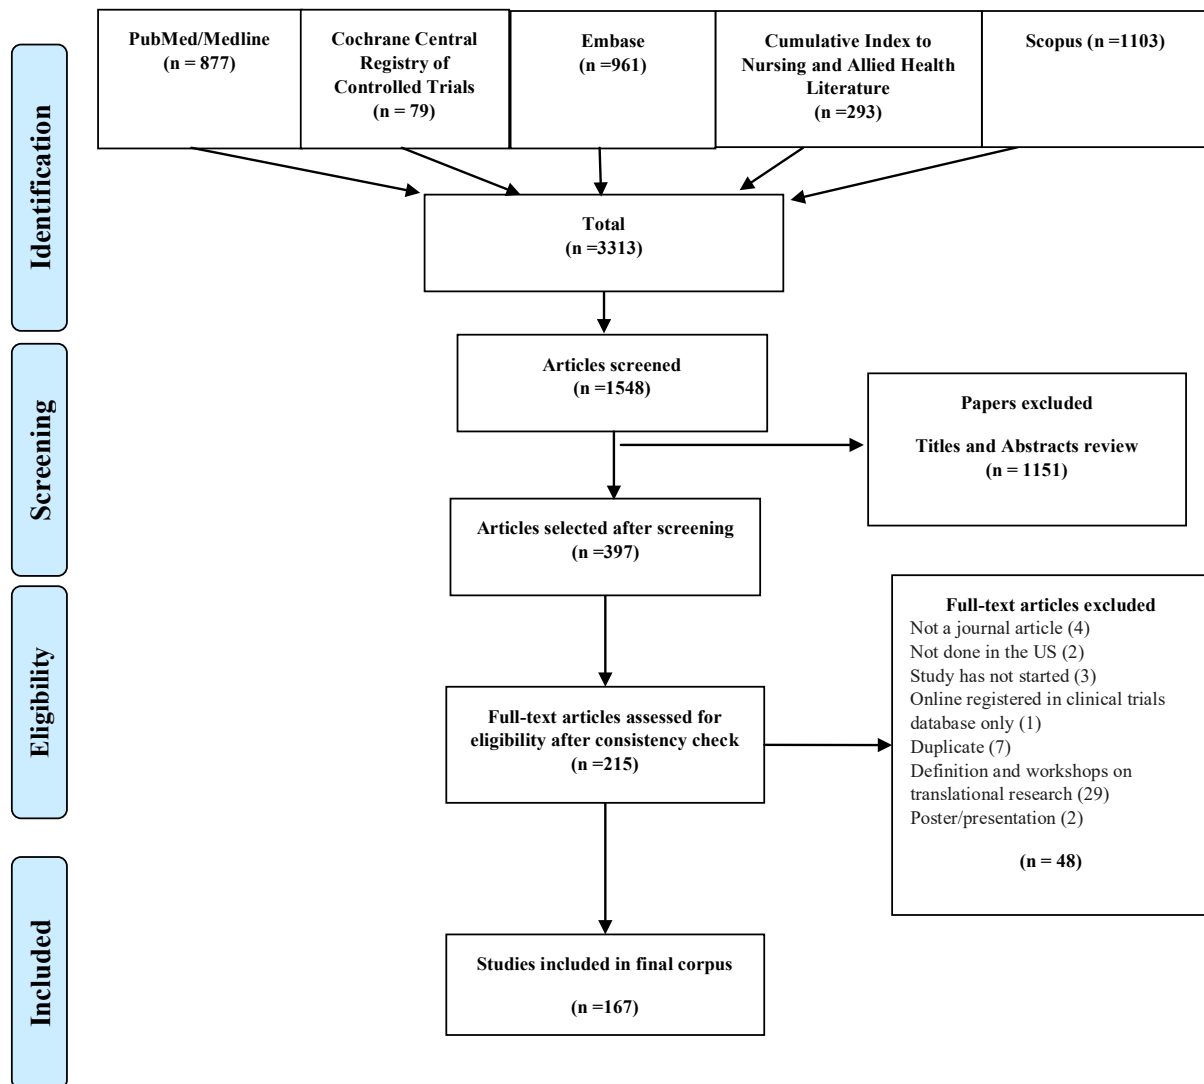 PubMed/Medline
(n = 877)
Cochrane Central
Registry of
Controlled Trials
(n = 79)
Embase
(n =961)
Cumulative Index to
Nursing and Allied Health
Literature
(n =293)
Scopus (n =1103)
Identification
Total
(n =3313)
Screening
Articles screened
(n =1548)
Papers excluded
Titles and Abstracts review
(n = 1151)
Articles selected after screening
(n =397)
Eligibility
Full-text articles assessed for
eligibility after consistency check
(n =215)
Full-text articles excluded
Not a journal article (4)
Not done in the US (2)
Study has not started (3)
Online registered in clinical trials
database only (1)
Duplicate (7)
Definition and workshops on
translational research (29)
Poster/presentation (2)
(n = 48)
Included
Studies included in final corpus
(n =167)